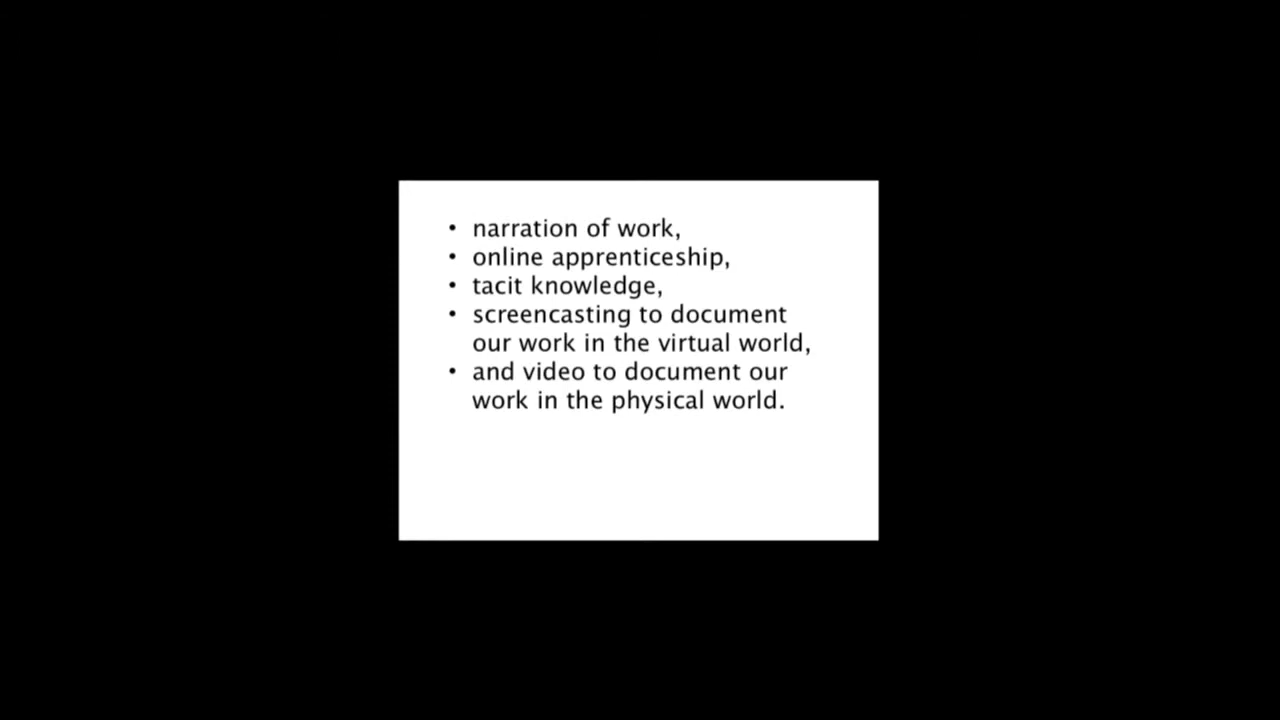 • narration of work,
• online apprenticeship,
• tacit knowledge,
• screencasting to document
our work in the virtual world,
• and video to document our
work in the physical world.